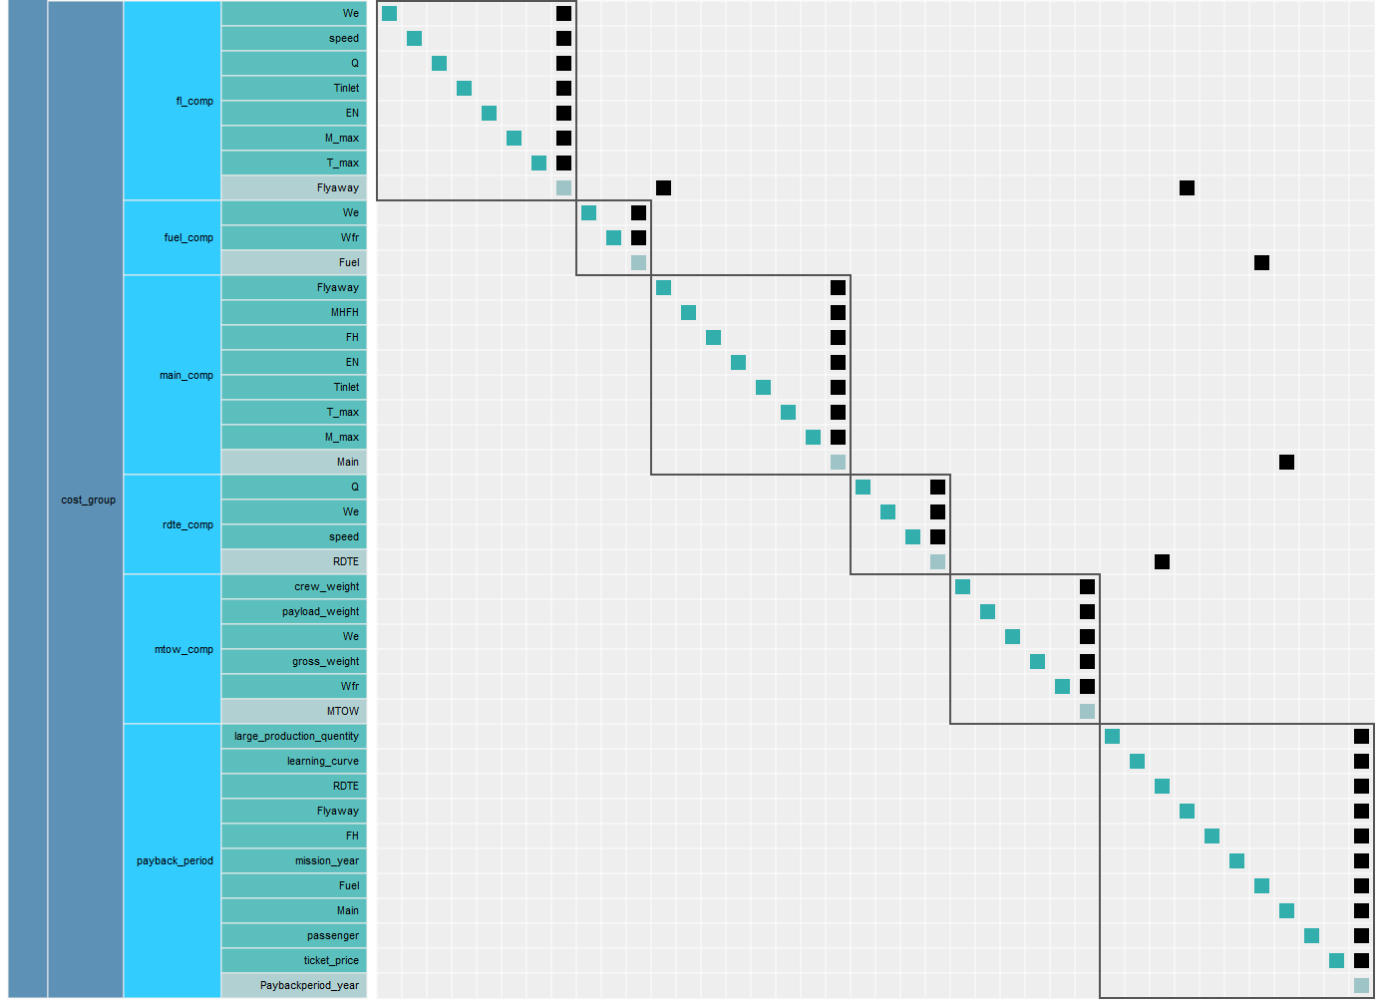 cost_group
fl_comp
We
speed
Q
Tinlet
EN
M_max
T_max
Flyaway
fuel_comp
We
Wfr
Fuel
main_comp
Flyaway
MHFH
FH
EN
Tinlet
T_max
M_max
Main
rdte_comp
Q
We
speed
RDTE
mtow_comp
crew_weight
payload_weight
We
gross_weight
Wfr
MTOW
payback_period
large_production_quentity
learning_curve
RDTE
Flyaway
FH
mission_year
Fuel
Main
passenger
ticket_price
Paybackperiod_year